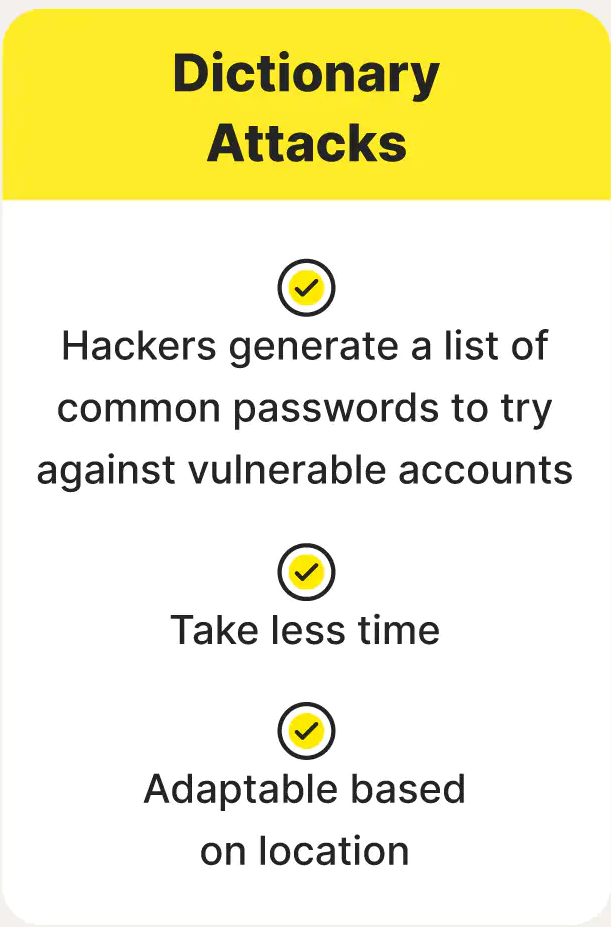 Dictionary
Attacks
Hackers generate a list of
common passwords to try
against vulnerable accounts
Take less time
Adaptable based
on location